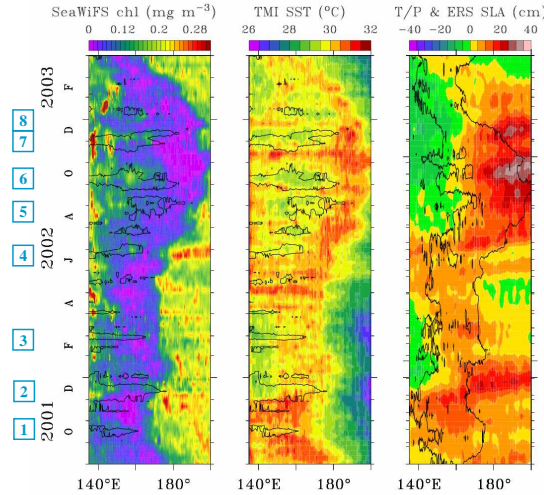 SeaWiFS chl (mg m⁻³)
TMI SST (°C)
T/P & ERS SLA (cm)
0 0.12 0.2 0.28
26 28 30 32
−40 −20 0 20 40
2003
F
8
D
7
O
6
5
A
2002
4
J
A
3
F
D
2
2001
1
O
140°E 180°
140°E 180°
140°E 180°